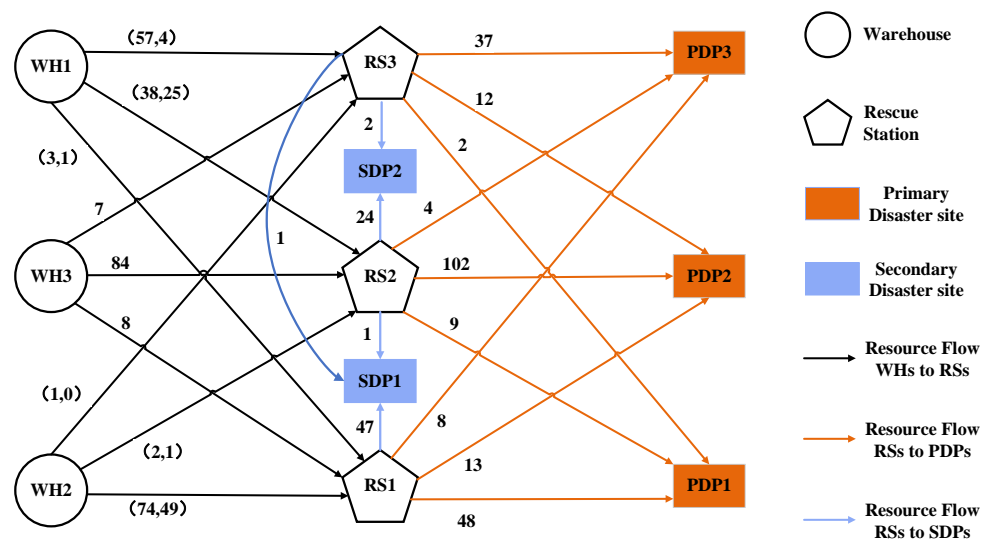 (57,4)
37
WH1
RS3
PDP3
Warehouse
(38,25)
12
2
Rescue
Station
(3,1)
2
SDP2
7
24
4
Primary
Disaster site
1
WH3
84
RS2
102
PDP2
Secondary
Disaster site
8
1
9
Resource Flow
WHs to RSs
SDP1
(1,0)
47
8
Resource Flow
RSs to PDPs
(2,1)
13
WH2
RS1
PDP1
(74,49)
48
Resource Flow
RSs to SDPs